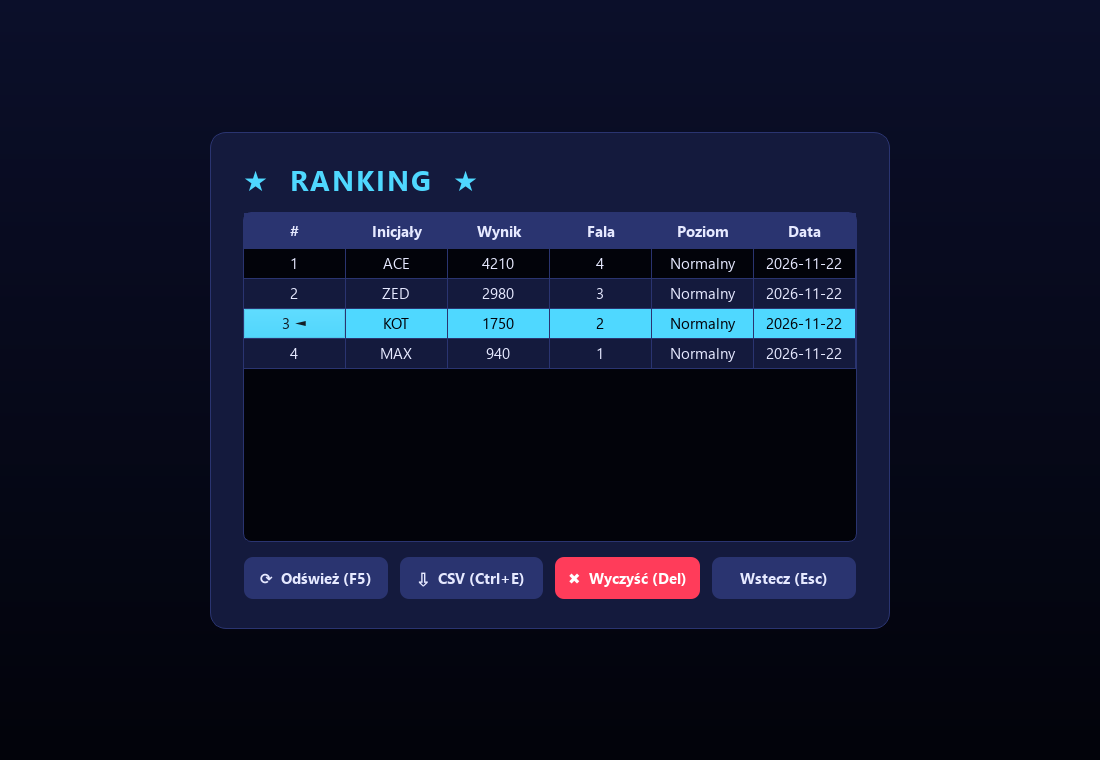 ★ RANKING ★
# Inicjały Wynik Fala Poziom Data
1 ACE 4210 4 Normalny 2026-11-22
2 ZED 2980 3 Normalny 2026-11-22
3 ◄ KOT 1750 2 Normalny 2026-11-22
4 MAX 940 1 Normalny 2026-11-22
⟳ Odśwież (F5) ⇩ CSV (Ctrl+E) ✖ Wyczyść (Del) Wstecz (Esc)